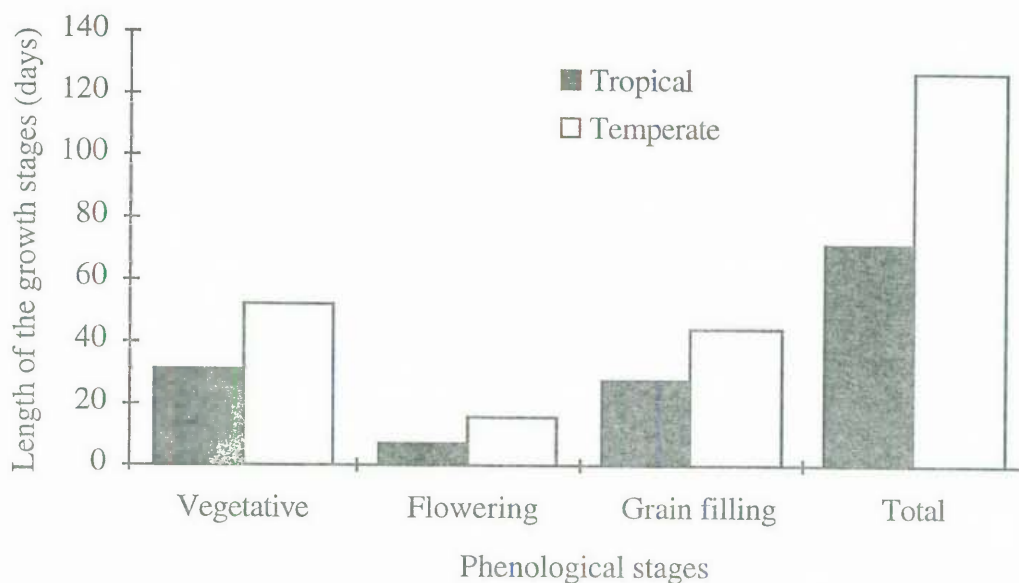 Length of the growth stages (days)
140
120
100
80
60
40
20
0
Tropical
Temperate
Vegetative
Flowering
Grain filling
Total
Phenological stages